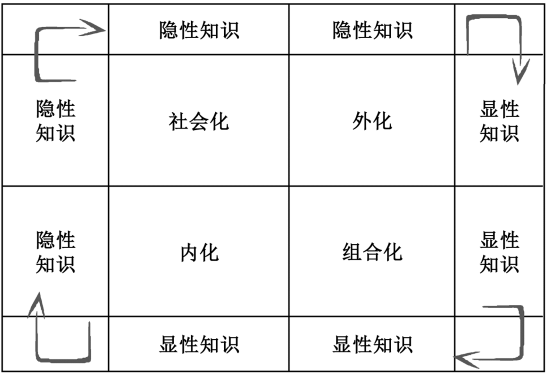 隐性知识 隐性知识
隐性
知识
社会化
外化
显性
知识
隐性
知识
内化
组合化
显性
知识
显性知识 显性知识